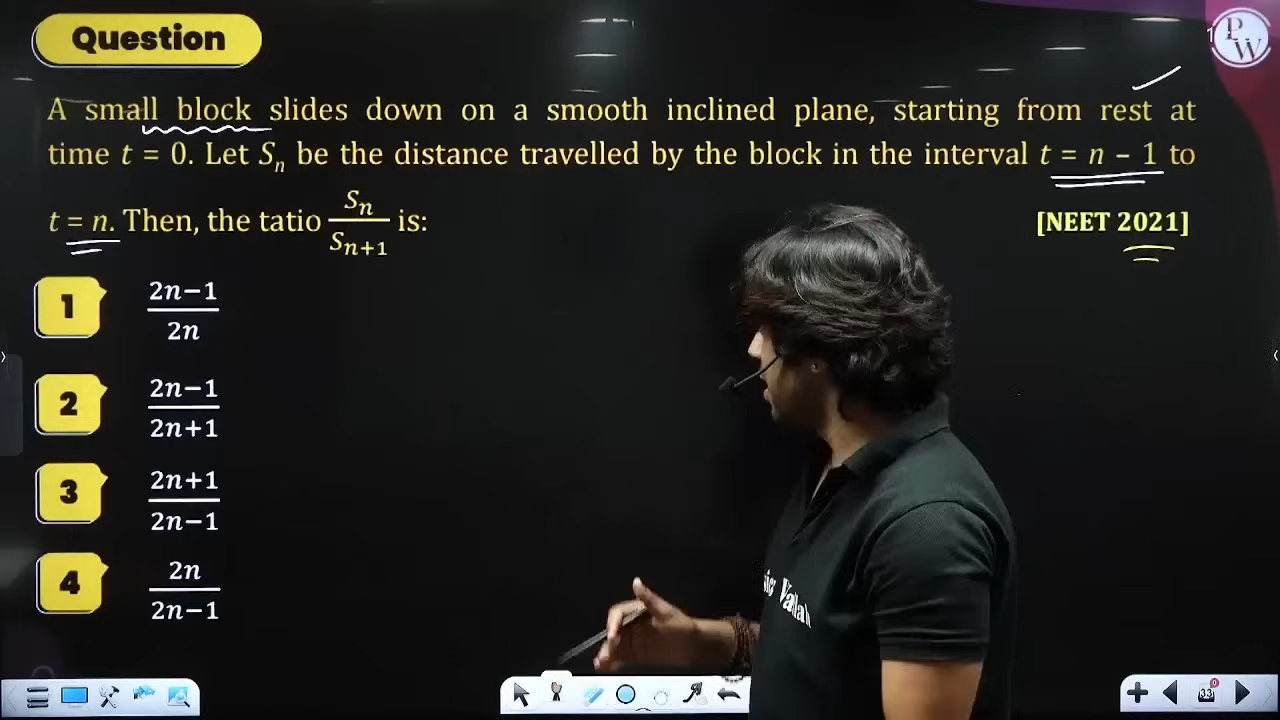 Question
P
W
A small block slides down on a smooth inclined plane, starting from rest at
time t = 0. Let Sn be the distance travelled by the block in the interval t = n – 1 to
t = n. Then, the tatio Sn/Sn+1 is:
[NEET 2021]
1 2n−1/2n
2 2n−1/2n+1
3 2n+1/2n−1
4 2n/2n−1
33